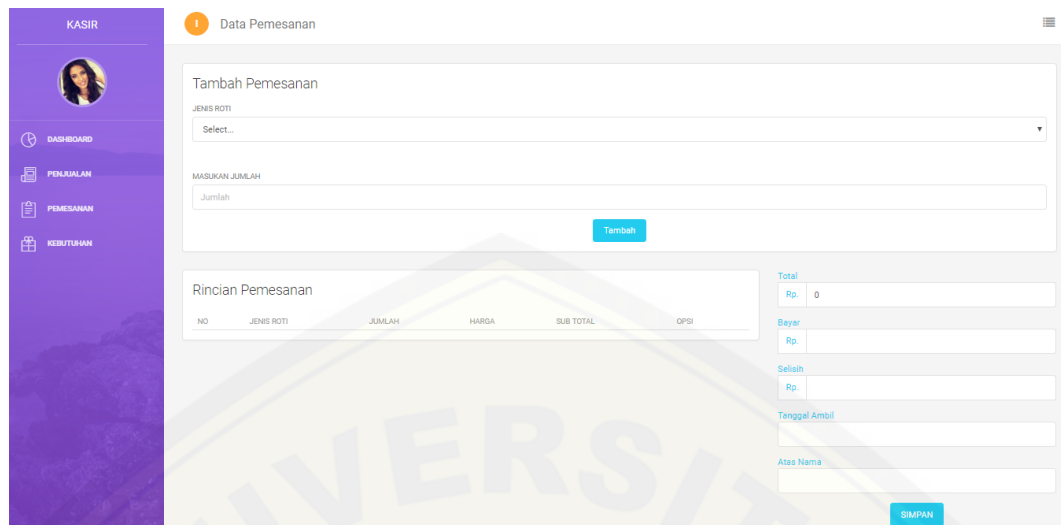 KASIR
DASHBOARD
PENJUALAN
PEMESANAN
KEBUTUHAN
I Data Pemesanan
Tambah Pemesanan
JENIS ROTI
Select...
MASUKAN JUMLAH
Jumlah
Tambah
Rincian Pemesanan
NO JENIS ROTI JUMLAH HARGA SUB TOTAL OPSI
Total
Rp. 0
Bayar
Rp.
Selisih
Rp.
Tanggal Ambil
Atas Nama
SIMPAN
IVERSIT